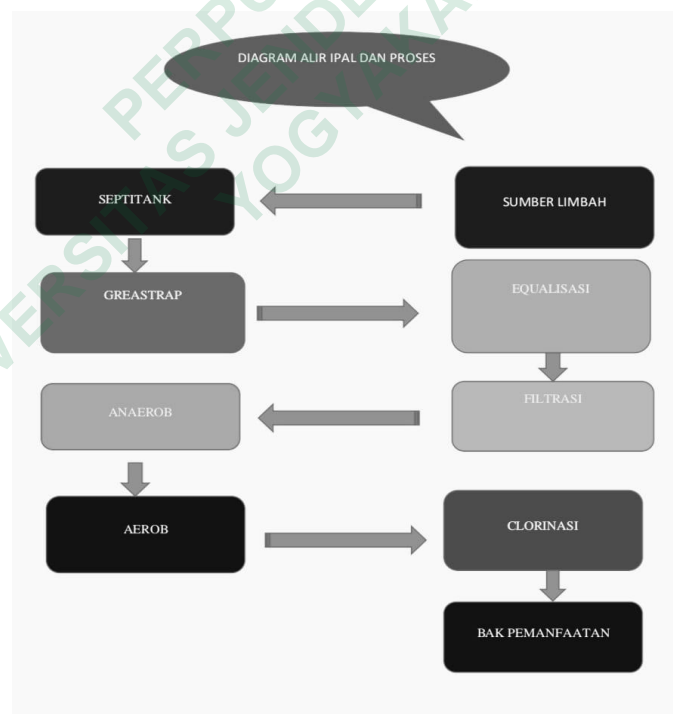 DIAGRAM ALIR IPAL DAN PROSES
SEPTITANK
SUMBER LIMBAH
GREASTRAP
EQUALISASI
ANAEROB
FILTRASI
AEROB
CLORINASI
BAK PEMANFAATAN